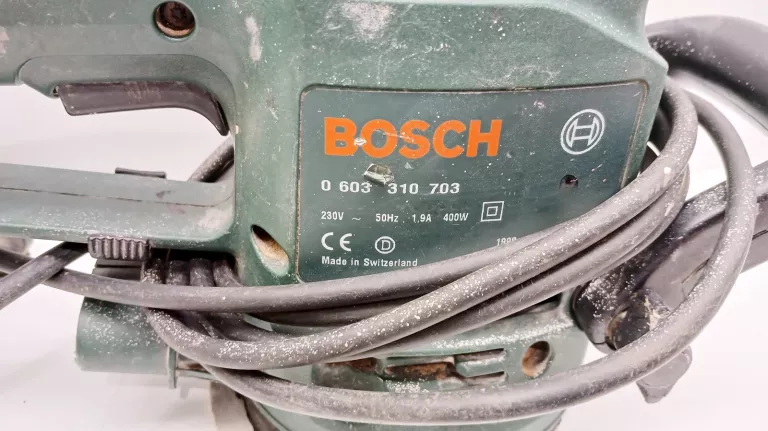 BOSCH
0 603 310 703
230V ~ 50Hz 1.9A 400W
CE D
Made in Switzerland